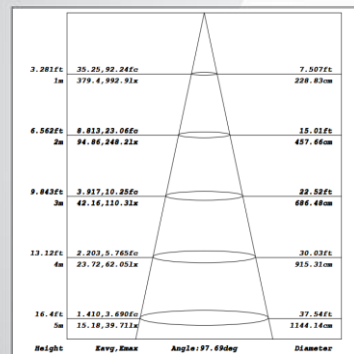 3.281ft 35.25,92.24fc 7.507ft
1m 379.4,992.9lx 228.83cm
6.562ft 8.813,23.06fc 15.01ft
2m 94.86,248.2lx 457.66cm
9.843ft 3.917,10.25fc 22.52ft
3m 42.16,110.3lx 686.48cm
13.12ft 2.203,5.765fc 30.03ft
4m 23.72,62.05lx 915.31cm
16.4ft 1.410,3.690fc 37.54ft
5m 15.18,39.71lx 1144.14cm
Height Eavg,Emax Angle:97.69deg Diameter